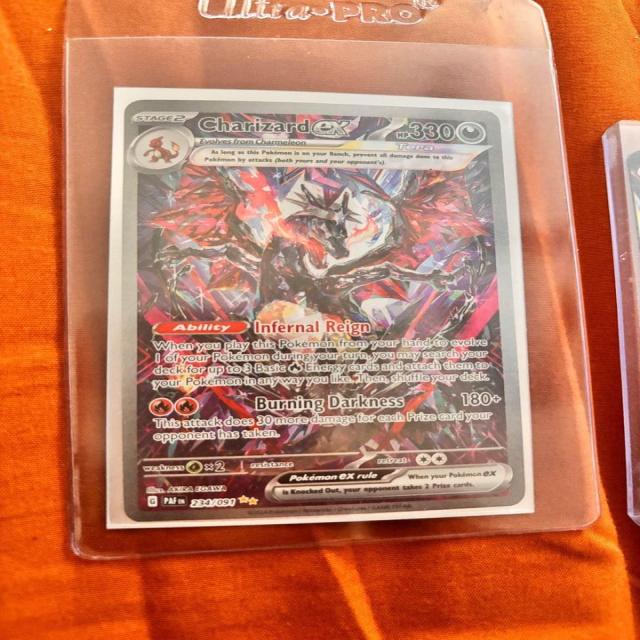 Ultra·PRO
STAGE 2 Charizard ex HP 330
Evolves from Charmeleon Tera
As long as this Pokémon is on your Bench, prevent all damage done to this
Pokémon by attacks (both yours and your opponent's).
Ability Infernal Reign
When you play this Pokémon from your hand to evolve
1 of your Pokémon during your turn, you may search your
deck for up to 3 Basic Energy cards and attach them to
your Pokémon in any way you like. Then, shuffle your deck.
Burning Darkness 180+
This attack does 30 more damage for each Prize card your
opponent has taken.
weakness ×2 resistance retreat
Pokémon ex rule When your Pokémon ex
is Knocked Out, your opponent takes 2 Prize cards.
Illus. AKIRA EGAWA
G PAF EN 234/091